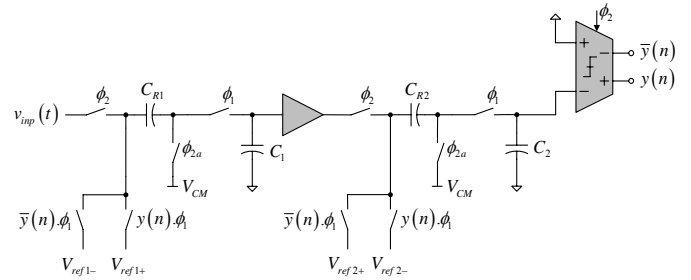 ϕ₂
+
−
−
+
y̅(n)
y(n)
v_inp(t)
ϕ₂
C_R1
ϕ₁
ϕ₂
C_R2
ϕ₁
ϕ₂ₐ
C₁
ϕ₂ₐ
C₂
V_CM
V_CM
y̅(n).ϕ₁
y(n).ϕ₁
y̅(n).ϕ₁
y(n).ϕ₁
V_ref1−
V_ref1+
V_ref2+
V_ref2−